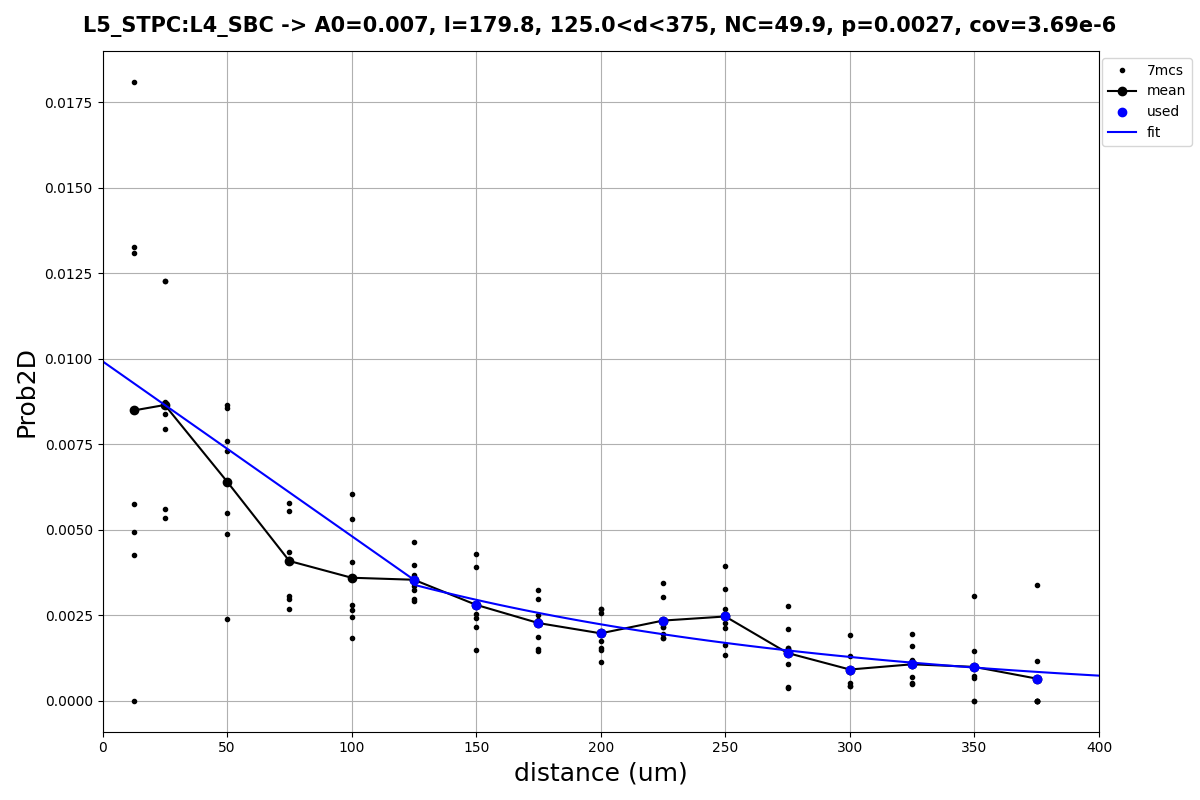 L5_STPC:L4_SBC -> A0=0.007, l=179.8, 125.0<d<375, NC=49.9, p=0.0027, cov=3.69e-6
7mcs
mean
used
fit
Prob2D
0.0175
0.0150
0.0125
0.0100
0.0075
0.0050
0.0025
0.0000
0 50 100 150 200 250 300 350 400
distance (um)